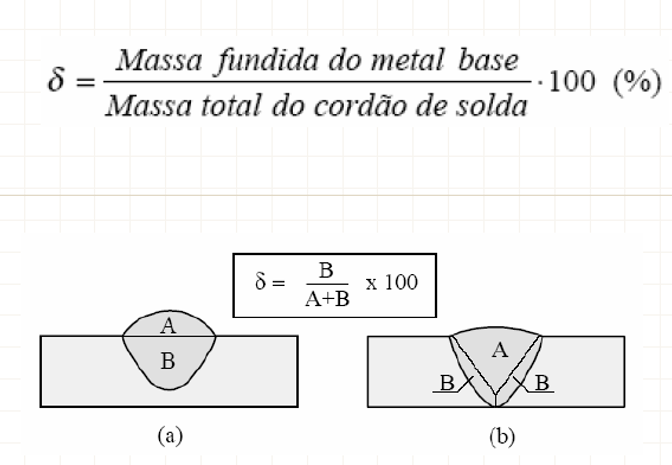 δ = Massa fundida do metal base / Massa total do cordão de solda · 100 (%)
δ = B / A+B x 100
A
B
A
B
B
(a)
(b)